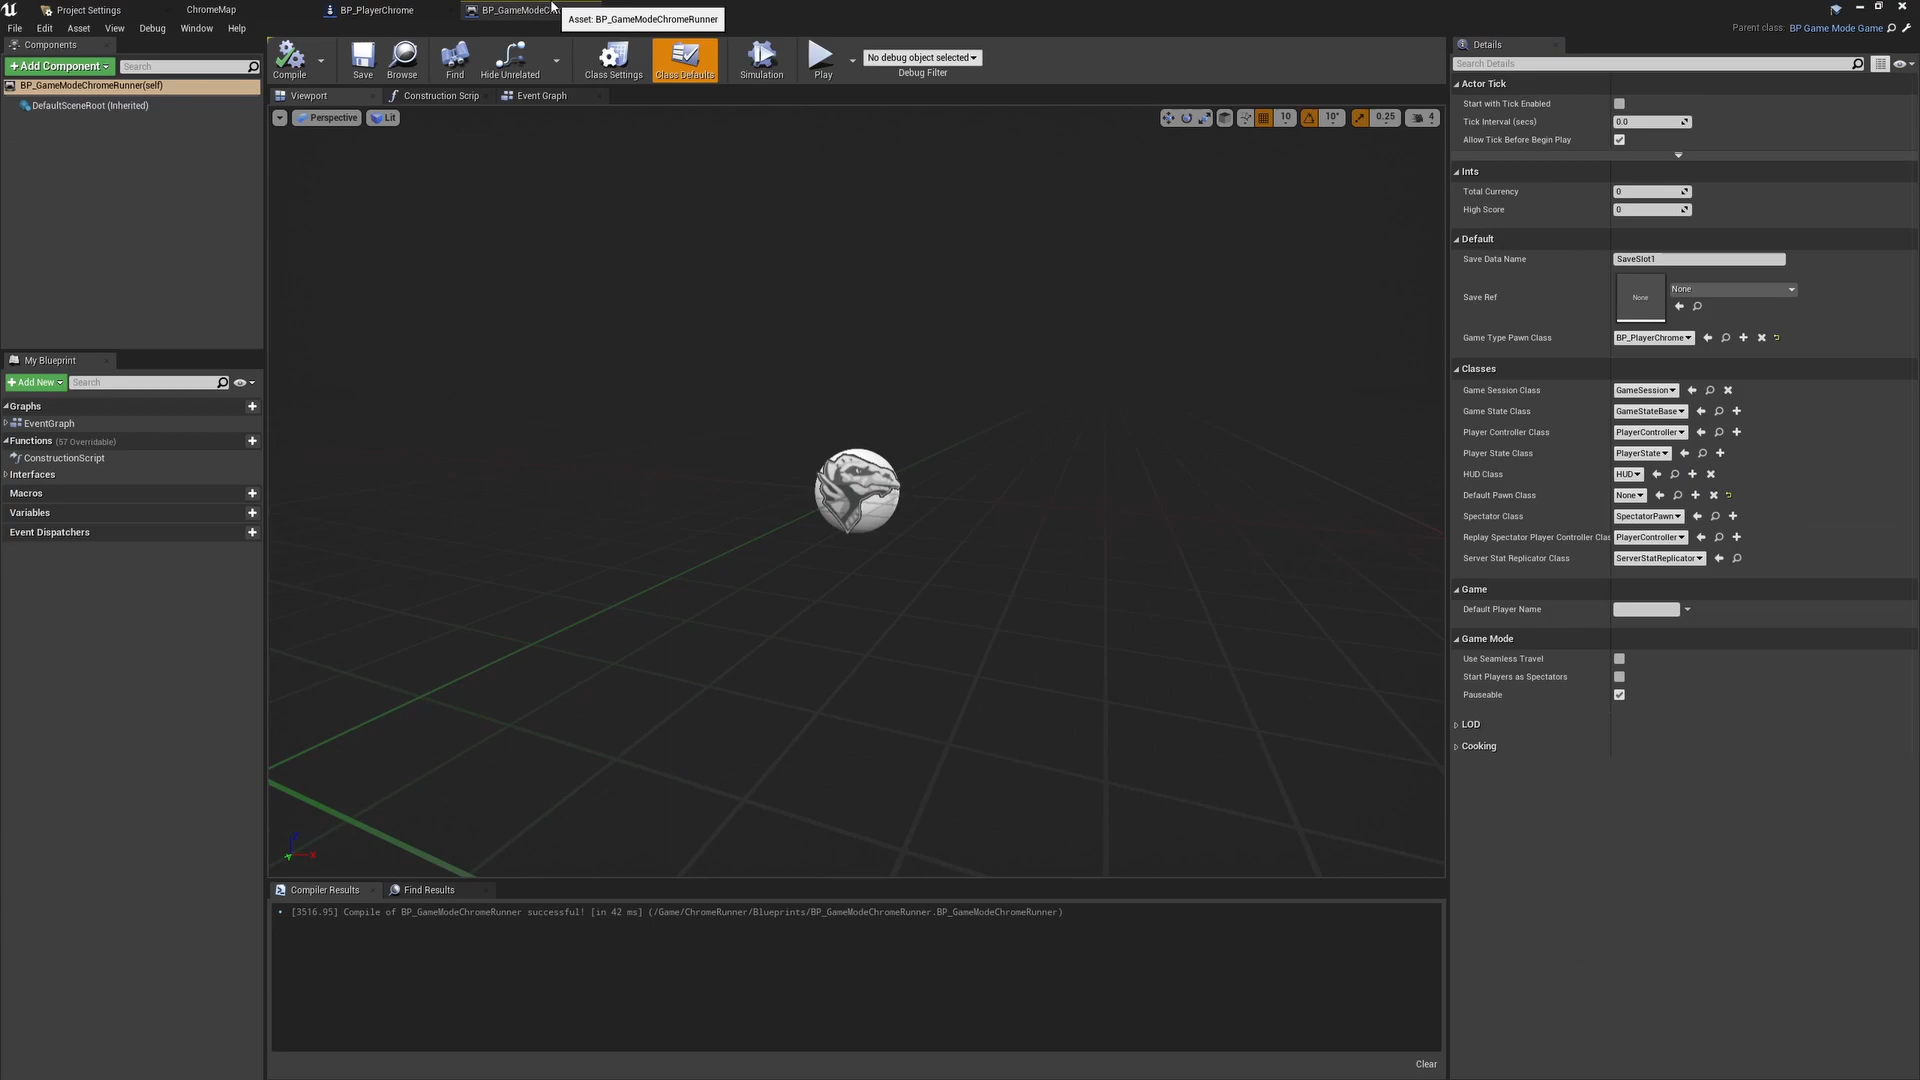 Project Settings
ChromeMap
BP_PlayerChrome
BP_GameModeCh
Asset: BP_GameModeChromeRunner
File
Edit
Asset
View
Debug
Window
Help
Parent class: BP Game Mode Game
Components
+Add Component
Search
BP_GameModeChromeRunner(self)
DefaultSceneRoot (Inherited)
Compile
Save
Browse
Find
Hide Unrelated
Class Settings
Class Defaults
Simulation
Play
No debug object selected
Debug Filter
Viewport
Construction Scrip
Event Graph
Perspective
Lit
10
10°
0.25
4
My Blueprint
+Add New
Search
Graphs
EventGraph
Functions (57 Overridable)
ConstructionScript
Interfaces
Macros
Variables
Event Dispatchers
Compiler Results
Find Results
[3516.95] Compile of BP_GameModeChromeRunner successful! [in 42 ms] (/Game/ChromeRunner/Blueprints/BP_GameModeChromeRunner.BP_GameModeChromeRunner)
Clear
Details
Search Details
Actor Tick
Start with Tick Enabled
Tick Interval (secs) 0.0
Allow Tick Before Begin Play
Ints
Total Currency 0
High Score 0
Default
Save Data Name SaveSlot1
Save Ref None None
Game Type Pawn Class BP_PlayerChrome
Classes
Game Session Class GameSession
Game State Class GameStateBase
Player Controller Class PlayerController
Player State Class PlayerState
HUD Class HUD
Default Pawn Class None
Spectator Class SpectatorPawn
Replay Spectator Player Controller Clas PlayerController
Server Stat Replicator Class ServerStatReplicator
Game
Default Player Name
Game Mode
Use Seamless Travel
Start Players as Spectators
Pauseable
LOD
Cooking